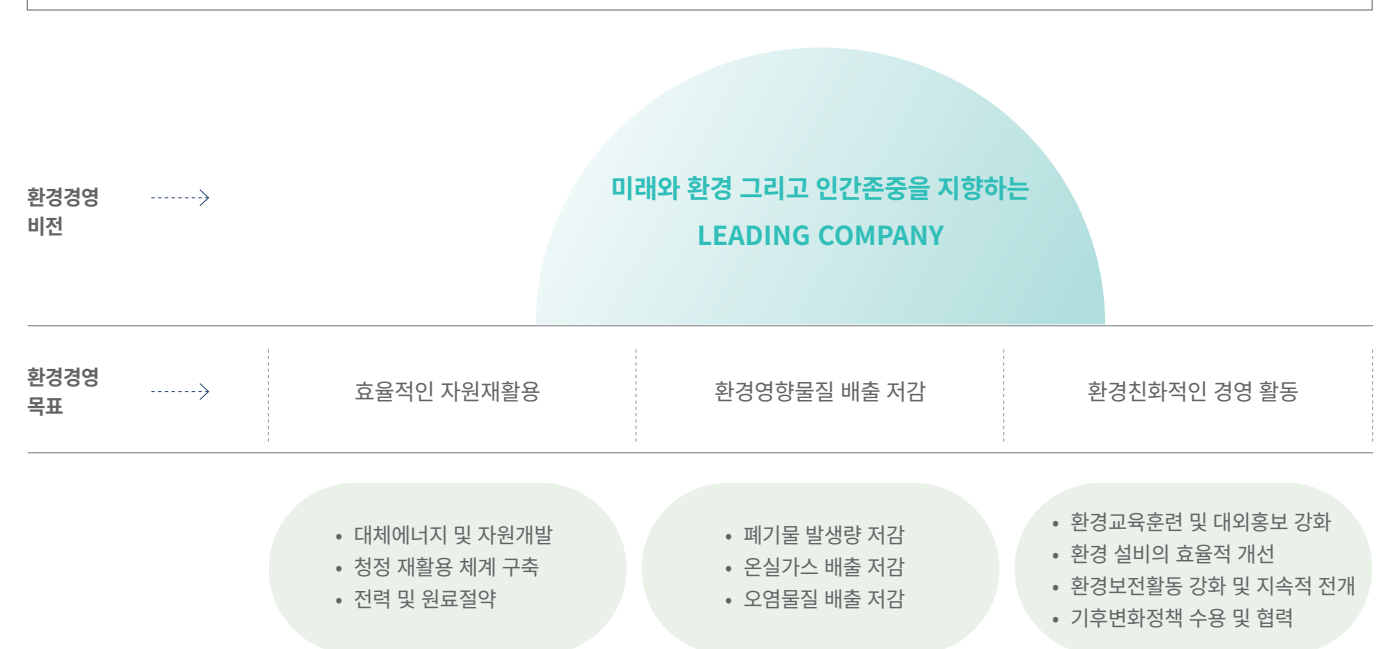 환경경영
비전
미래와 환경 그리고 인간존중을 지향하는
LEADING COMPANY
환경경영
목표
효율적인 자원재활용
환경영향물질 배출 저감
환경친화적인 경영 활동
• 대체에너지 및 자원개발
• 청정 재활용 체계 구축
• 전력 및 원료절약
• 폐기물 발생량 저감
• 온실가스 배출 저감
• 오염물질 배출 저감
• 환경교육훈련 및 대외홍보 강화
• 환경 설비의 효율적 개선
• 환경보전활동 강화 및 지속적 전개
• 기후변화정책 수용 및 협력